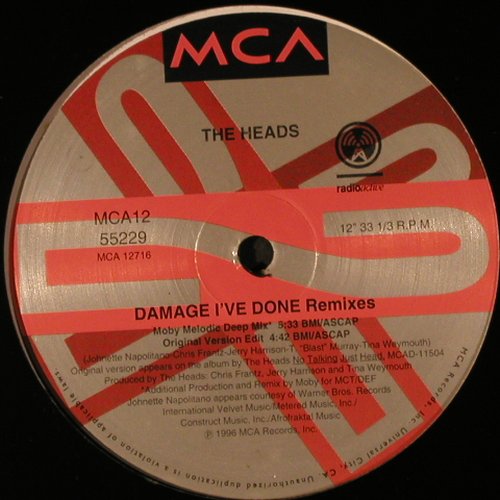 MCA
THE HEADS
radioactive
MCA12
55229
MCA 12716
12" 33 1/3 R.P.M.
DAMAGE I'VE DONE Remixes
Moby Melodic Deep Mix* 8:33 BMI/ASCAP
Original Version Edit 4:42 BMI/ASCAP
(Johnette Napolitano-Chris Frantz-Jerry Harrison-T. "Blast" Murray-Tina Weymouth)
Original version appears on the album by The Heads No Talking Just Head, MCAD-11504
Produced by The Heads: Chris Frantz, Jerry Harrison and Tina Weymouth
*Additional Production and Remix by Moby for MCT/DEF
Johnette Napolitano appears courtesy of Warner Bros. Records
International Velvet Music/Metered Music, Inc./
Construct Music, Inc./Afrofraktal Music
℗ 1996 MCA Records, Inc.
MCA Records, Inc. Universal City, CA. Unauthorized duplication is a violation of applicable laws.